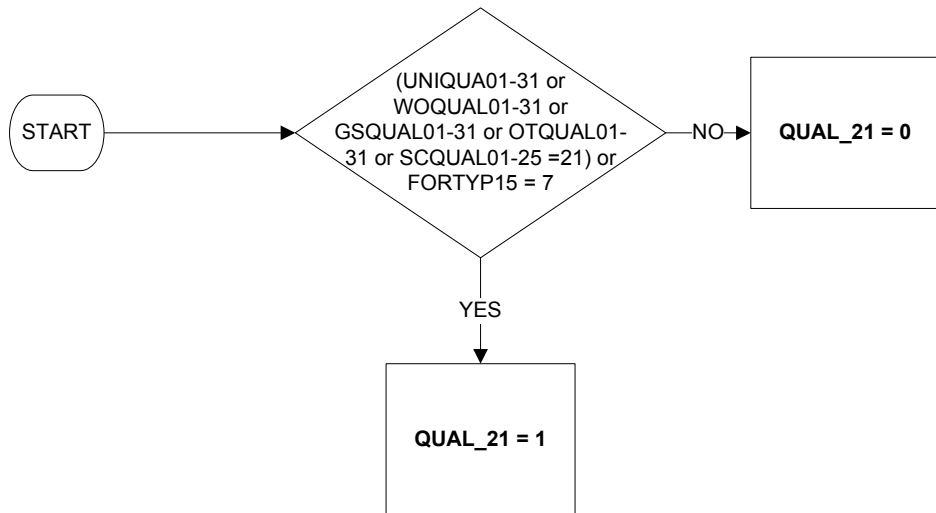 START
(UNIQUA01-31 or
WOQUAL01-31 or
GSQUAL01-31 or OTQUAL01-
31 or SCQUAL01-25 =21) or
FORTYP15 = 7
NO
QUAL_21 = 0
YES
QUAL_21 = 1